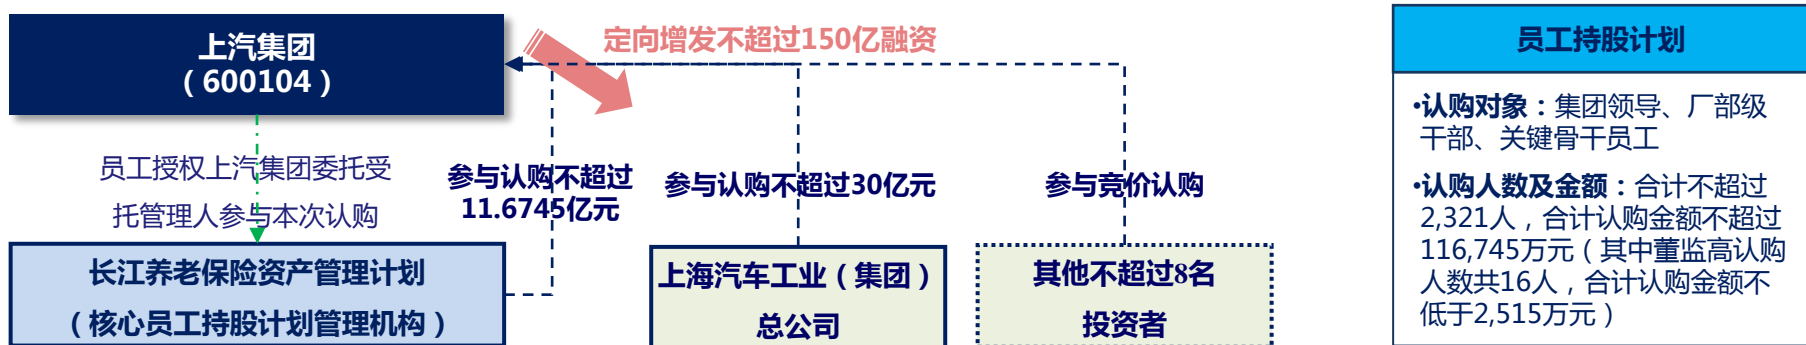 上汽集团
（600104）
定向增发不超过150亿融资
员工授权上汽集团委托受
托管理人参与本次认购
参与认购不超过
11.6745亿元
参与认购不超过30亿元
参与竞价认购
长江养老保险资产管理计划
（核心员工持股计划管理机构）
上海汽车工业（集团）
总公司
其他不超过8名
投资者
员工持股计划
•认购对象：集团领导、厂部级
干部、关键骨干员工
•认购人数及金额：合计不超过
2,321人，合计认购金额不超过
116,745万元（其中董监高认购
人数共16人，合计认购金额不
低于2,515万元）